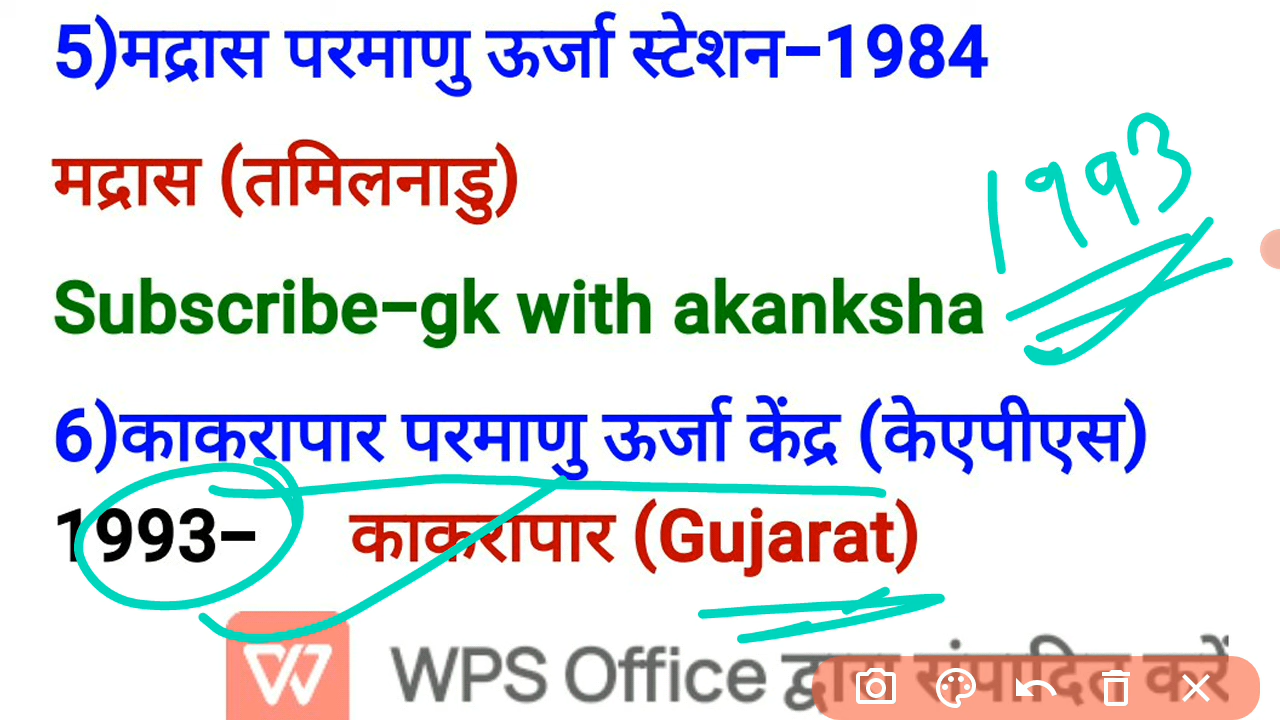 5)मद्रास परमाणु ऊर्जा स्टेशन–1984
मद्रास (तमिलनाडु)
1993
Subscribe–gk with akanksha
6)काकरापार परमाणु ऊर्जा केंद्र (केएपीएस)
1993– काकरापार (Gujarat)
WPS Office द्वारा संपादित करें